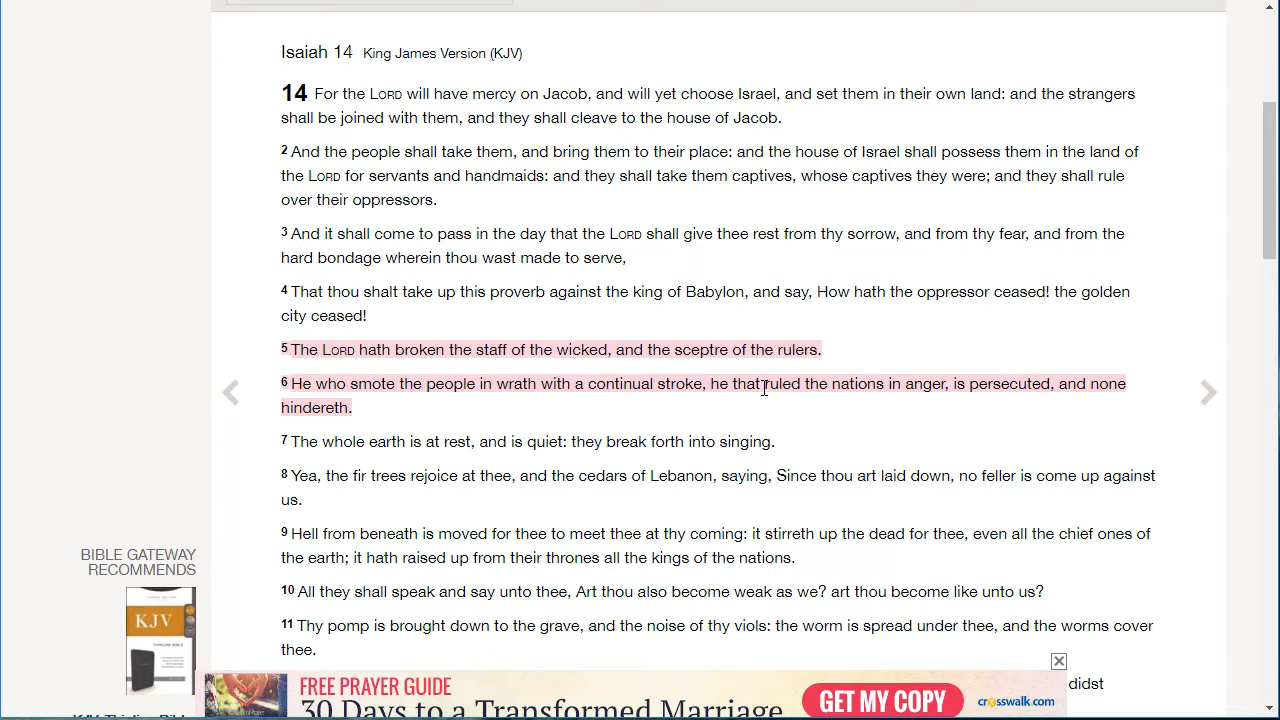 Isaiah 14 King James Version (KJV)
14 For the LORD will have mercy on Jacob, and will yet choose Israel, and set them in their own land: and the strangers
shall be joined with them, and they shall cleave to the house of Jacob.
2 And the people shall take them, and bring them to their place: and the house of Israel shall possess them in the land of
the LORD for servants and handmaids: and they shall take them captives, whose captives they were; and they shall rule
over their oppressors.
3 And it shall come to pass in the day that the LORD shall give thee rest from thy sorrow, and from thy fear, and from the
hard bondage wherein thou wast made to serve,
4 That thou shalt take up this proverb against the king of Babylon, and say, How hath the oppressor ceased! the golden
city ceased!
5 The LORD hath broken the staff of the wicked, and the sceptre of the rulers.
6 He who smote the people in wrath with a continual stroke, he that ruled the nations in anger, is persecuted, and none
hindereth.
7 The whole earth is at rest, and is quiet: they break forth into singing.
8 Yea, the fir trees rejoice at thee, and the cedars of Lebanon, saying, Since thou art laid down, no feller is come up against
us.
9 Hell from beneath is moved for thee to meet thee at thy coming: it stirreth up the dead for thee, even all the chief ones of
the earth; it hath raised up from their thrones all the kings of the nations.
10 All they shall speak and say unto thee, Art thou also become weak as we? art thou become like unto us?
11 Thy pomp is brought down to the grave, and the noise of thy viols: the worm is spread under thee, and the worms cover
thee.
didst
BIBLE GATEWAY
RECOMMENDS
KJV
KJV Thinline Bible
FREE PRAYER GUIDE
30 Days to a Transformed Marriage
GET MY COPY
crosswalk.com